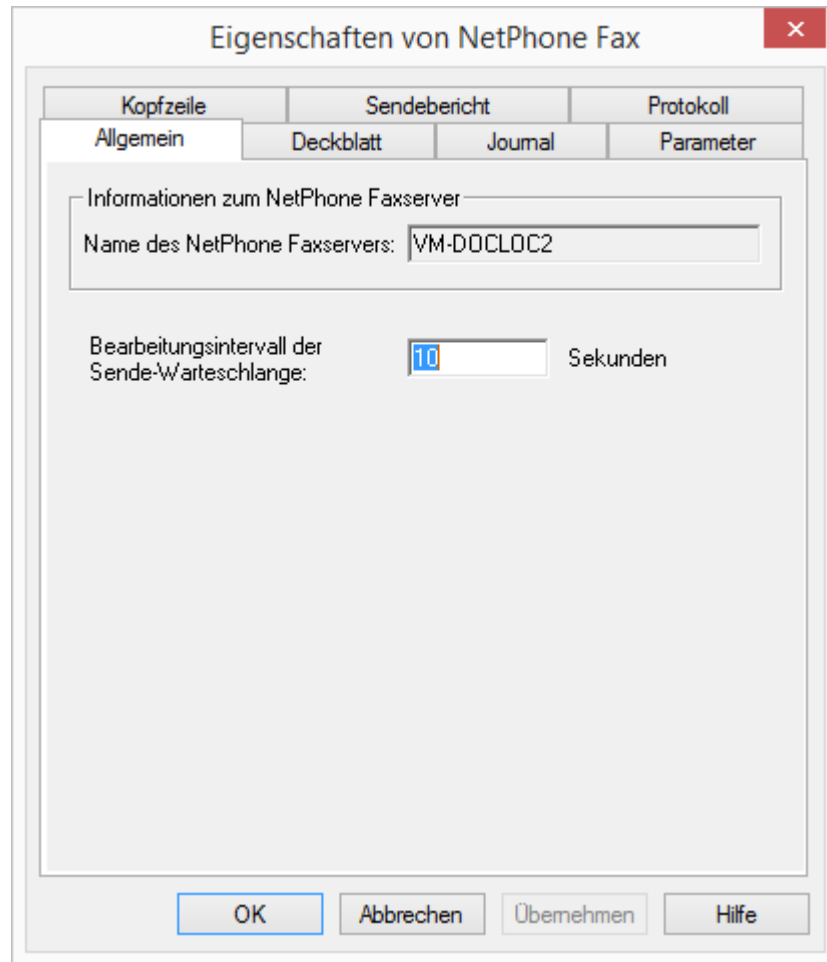 Eigenschaften von NetPhone Fax
Kopfzeile Sendebericht Protokoll
Allgemein Deckblatt Journal Parameter
Informationen zum NetPhone Faxserver
Name des NetPhone Faxservers: VM-DOCLOC2
Bearbeitungsintervall der
Sende-Warteschlange: 10 Sekunden
OK Abbrechen Übernehmen Hilfe